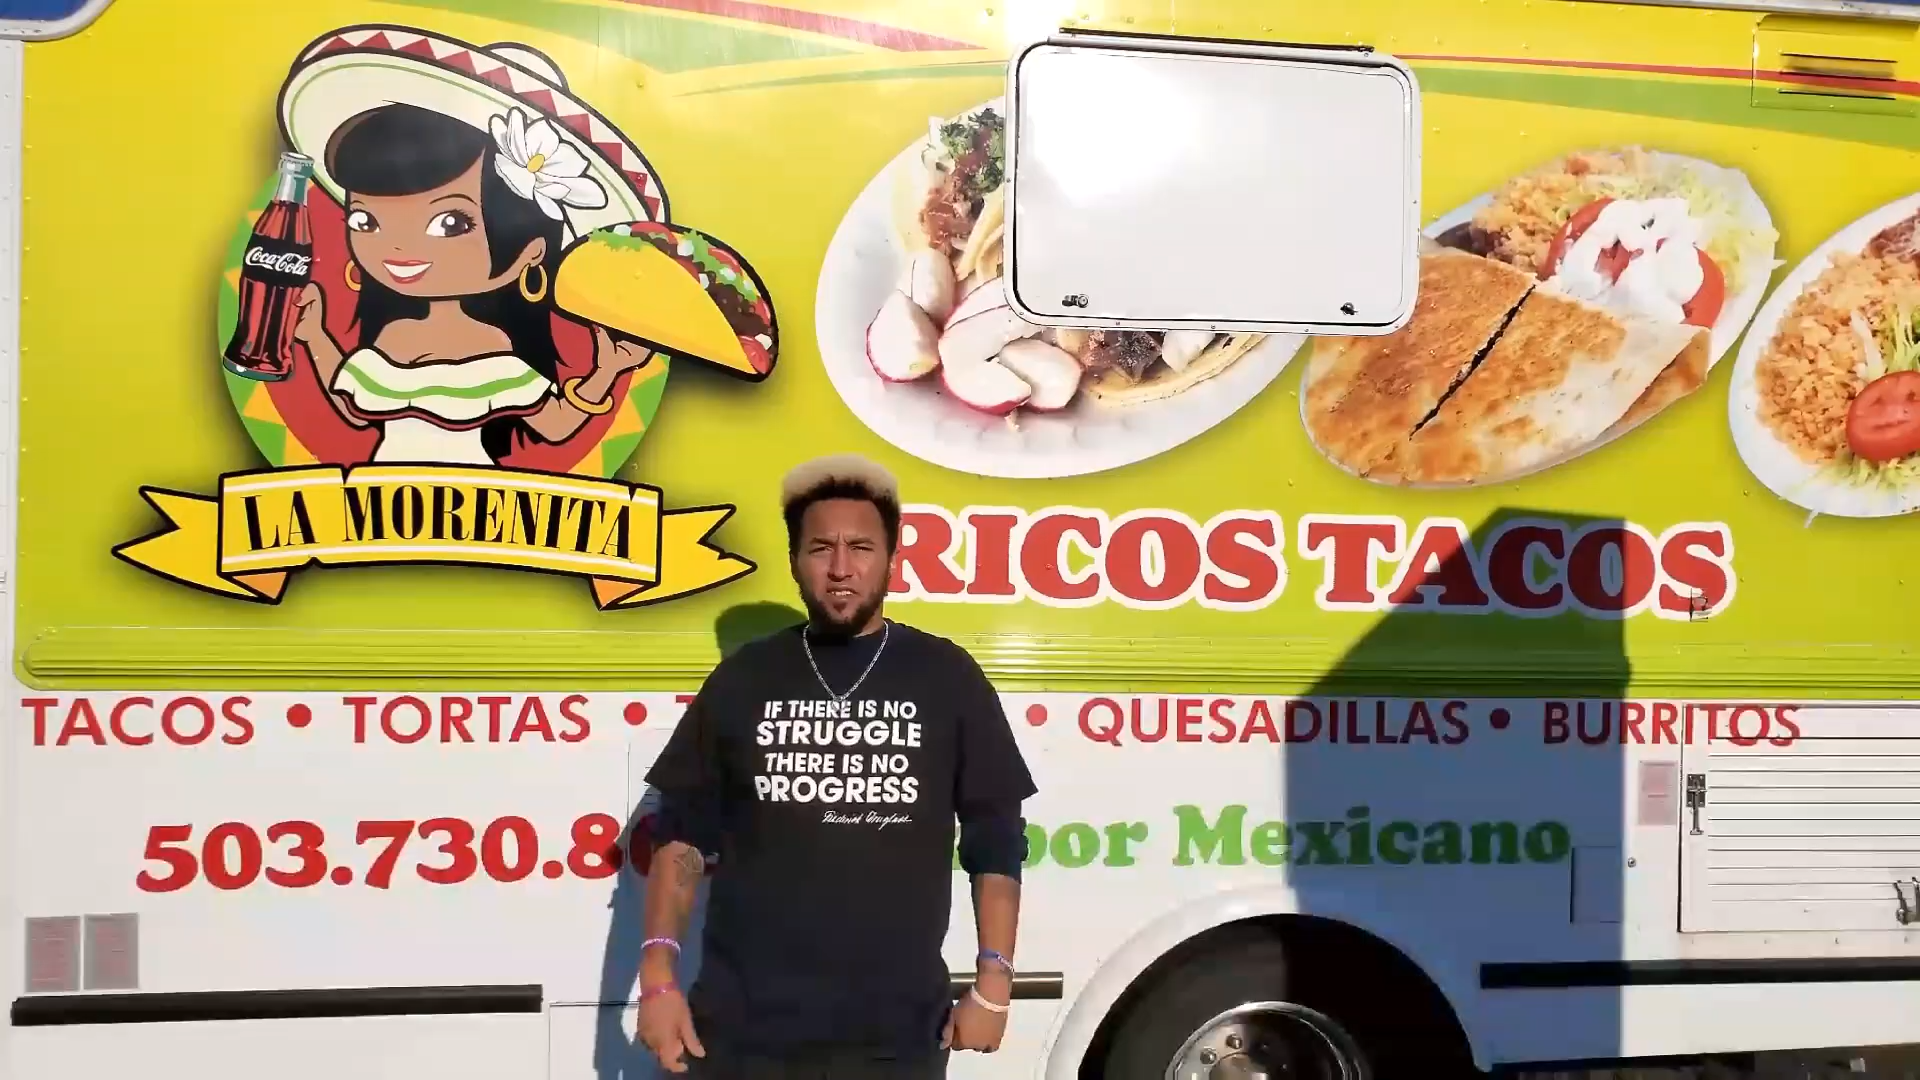 Coca-Cola
LA MORENITA
RICOS TACOS
TACOS • TORTAS • • QUESADILLAS • BURRITOS
IF THERE IS NO
STRUGGLE
THERE IS NO
PROGRESS
Frederick Douglass
503.730.8
Mexicano